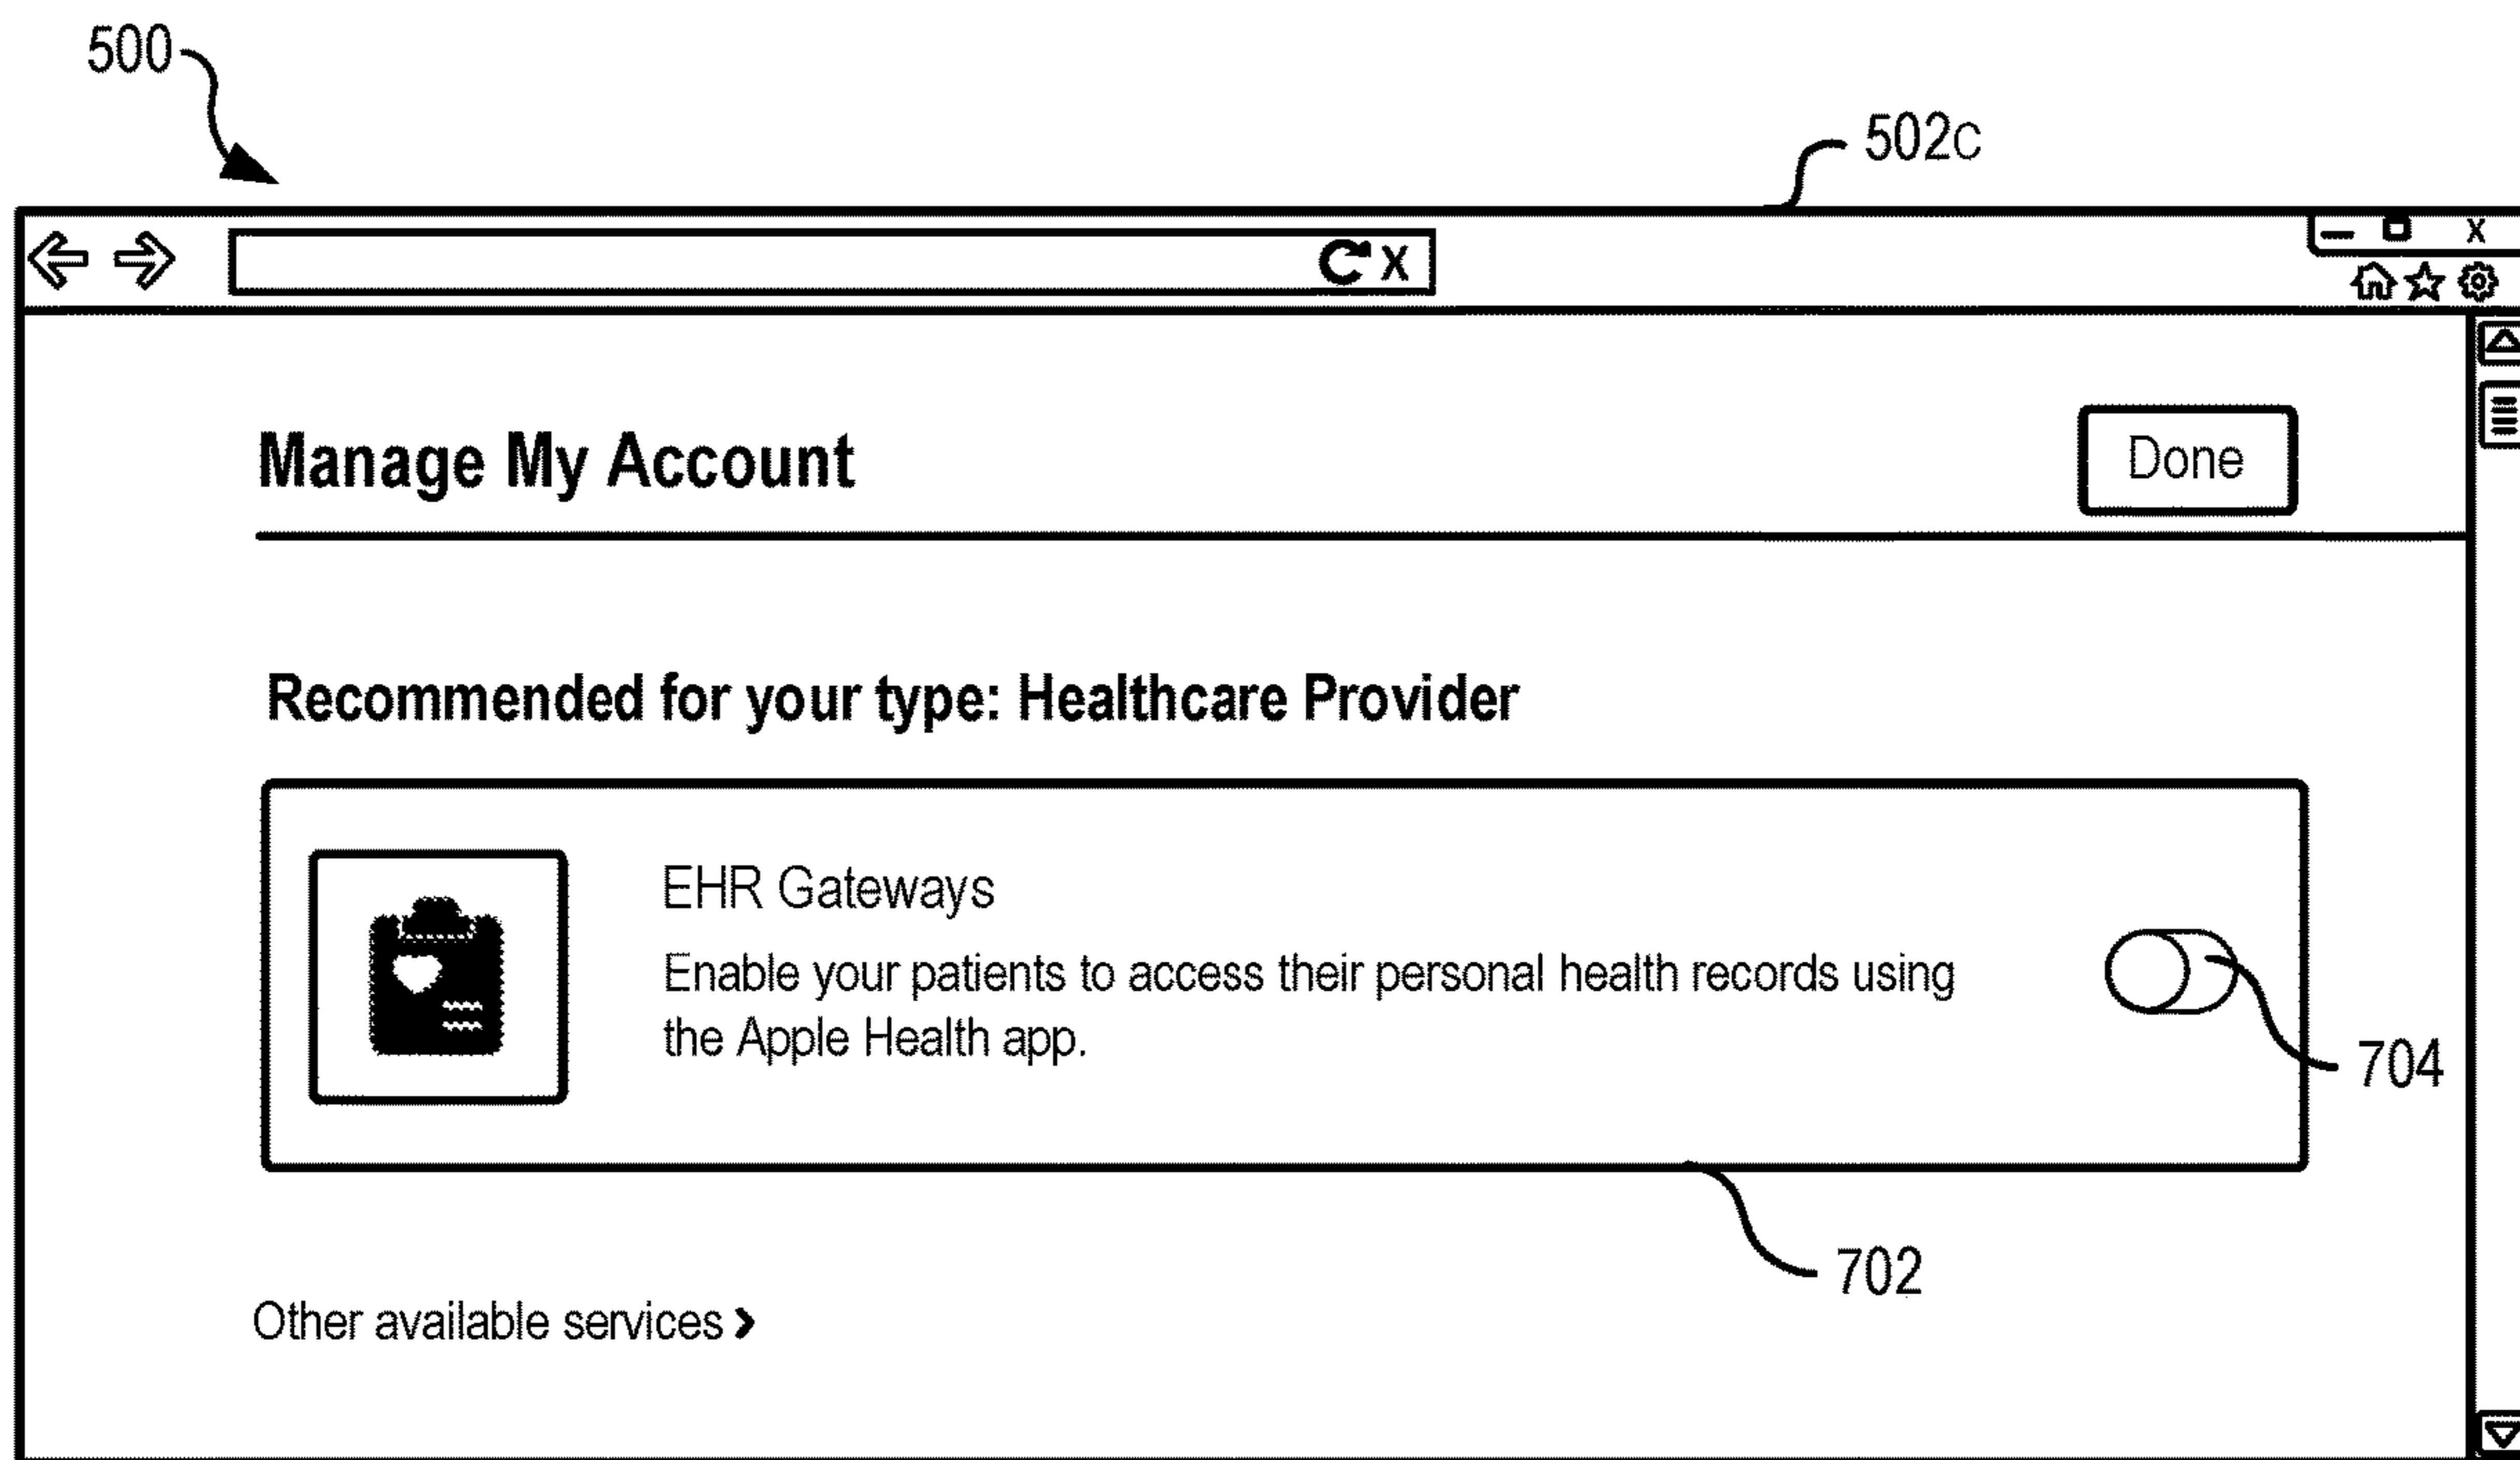 500
502c
C X
X
Manage My Account
Done
Recommended for your type: Healthcare Provider
EHR Gateways
Enable your patients to access their personal health records using
the Apple Health app.
704
702
Other available services >